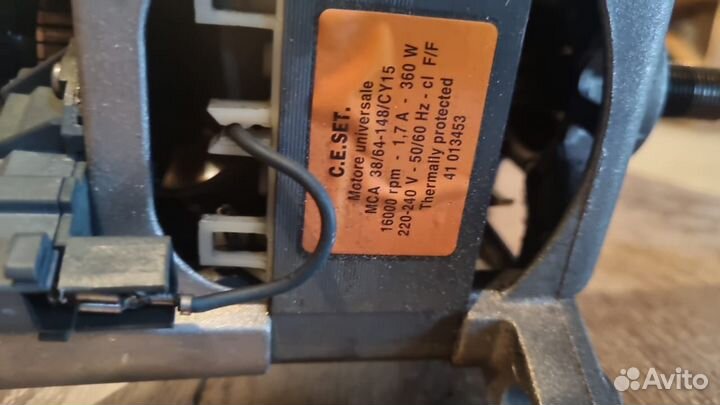 C.E.SET.
Motore universale
MCA 38/64-148/CY15
16000 rpm - 1,7 A - 360 W
220-240 V - 50/60 Hz - cl F/F
Thermally protected
41 013453
Avito